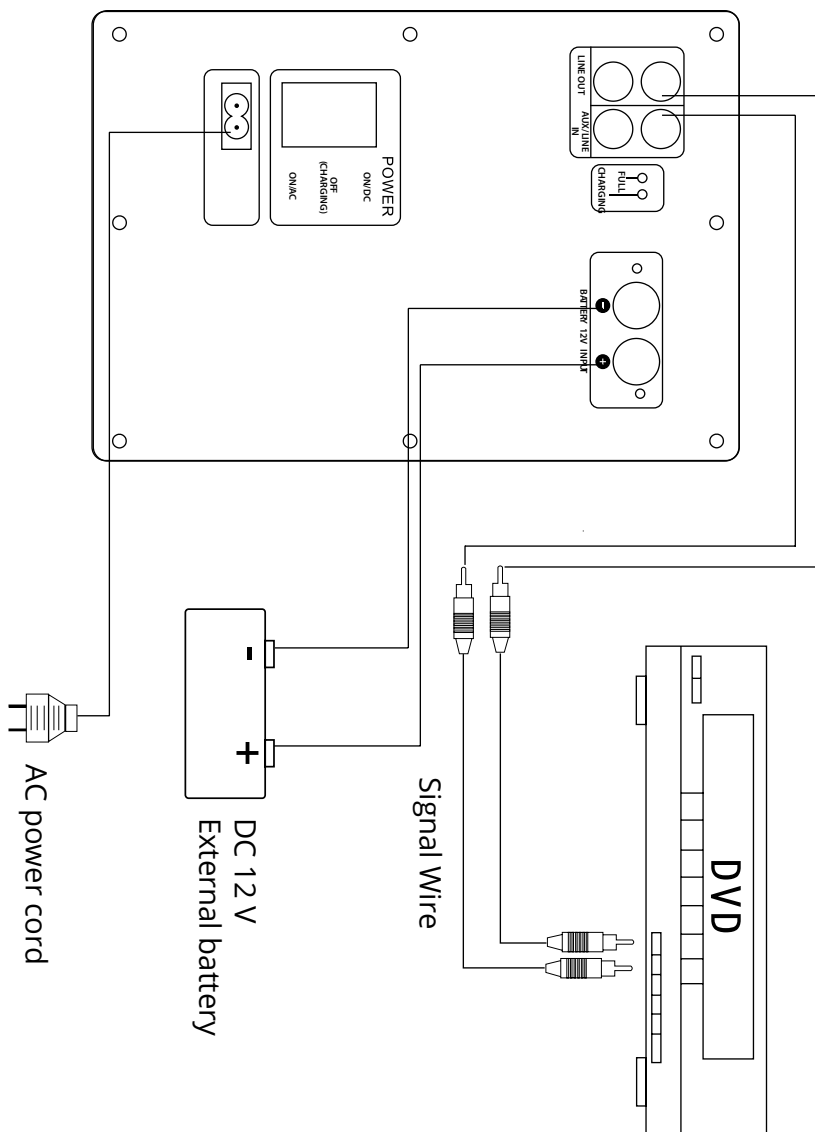 LINE OUT
AUX/LINE
IN
FULL
CHARGING
POWER
ON/DC
OFF
(CHARGING)
ON/AC
BATTERY 12V INPUT
-
+
-
+
DC 12 V
External battery
Signal Wire
AC power cord
DVD